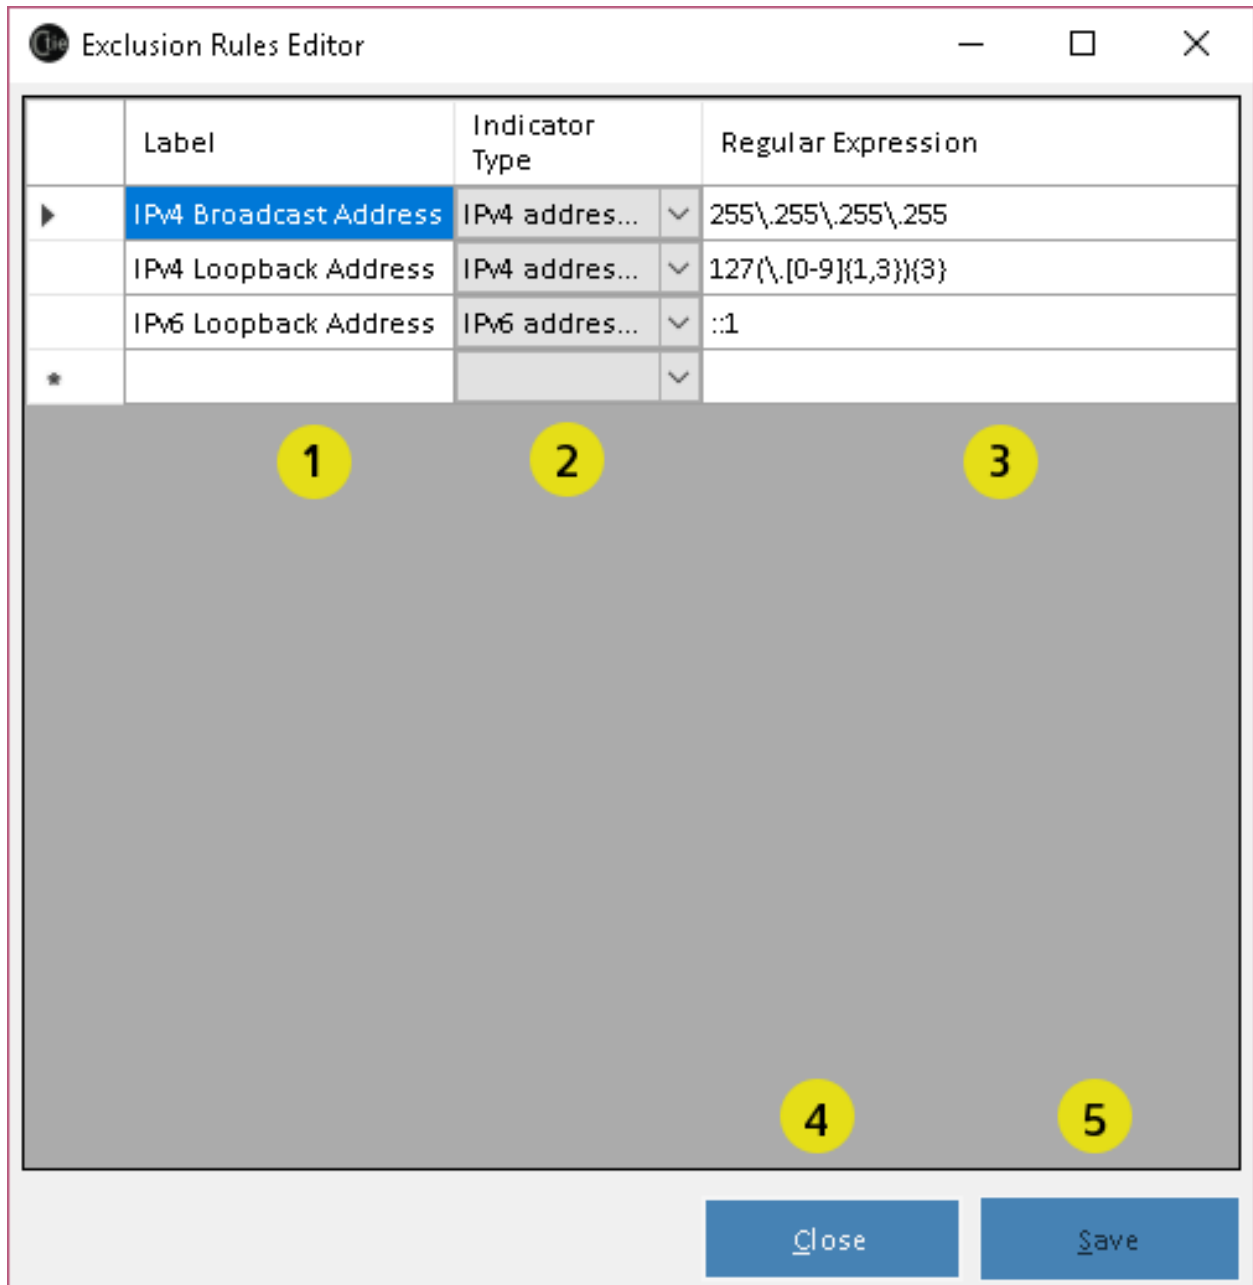 Ctie Exclusion Rules Editor
Label Indicator Type Regular Expression
IPv4 Broadcast Address IPv4 addres... 255\.255\.255\.255
IPv4 Loopback Address IPv4 addres... 127(\.[0-9]{1,3}){3}
IPv6 Loopback Address IPv6 addres... ::1
*
1 2 3
4 5
Close Save